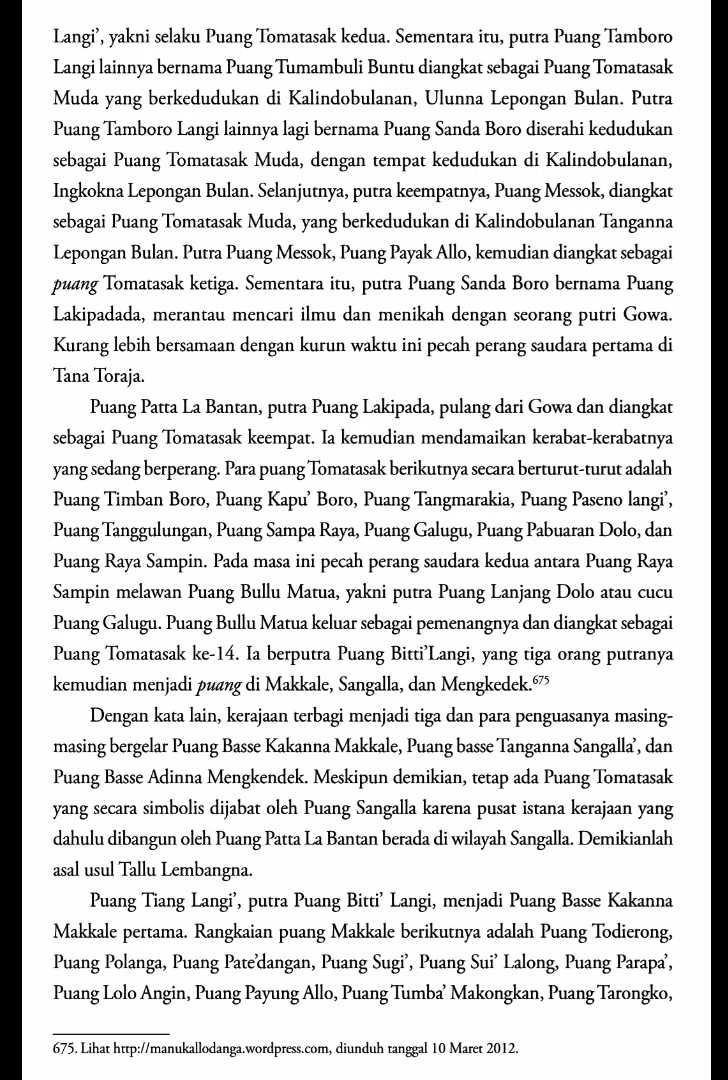 Langi’, yakni selaku Puang Tomatasak kedua. Sementara itu, putra Puang Tamboro
Langi lainnya bernama Puang Tumambuli Buntu diangkat sebagai Puang Tomatasak
Muda yang berkedudukan di Kalindobulanan, Ulunna Lepongan Bulan. Putra
Puang Tamboro Langi lainnya lagi bernama Puang Sanda Boro diserahi kedudukan
sebagai Puang Tomatasak Muda, dengan tempat kedudukan di Kalindobulanan,
Ingkokna Lepongan Bulan. Selanjutnya, putra keempatnya, Puang Messok, diangkat
sebagai Puang Tomatasak Muda, yang berkedudukan di Kalindobulanan Tanganna
Lepongan Bulan. Putra Puang Messok, Puang Payak Allo, kemudian diangkat sebagai
puang Tomatasak ketiga. Sementara itu, putra Puang Sanda Boro bernama Puang
Lakipadada, merantau mencari ilmu dan menikah dengan seorang putri Gowa.
Kurang lebih bersamaan dengan kurun waktu ini pecah perang saudara pertama di
Tana Toraja.
Puang Patta La Bantan, putra Puang Lakipada, pulang dari Gowa dan diangkat
sebagai Puang Tomatasak keempat. Ia kemudian mendamaikan kerabat-kerabatnya
yang sedang berperang. Para puang Tomatasak berikutnya secara berturut-turut adalah
Puang Timban Boro, Puang Kapu’ Boro, Puang Tangmarakia, Puang Paseno langi’,
Puang Tanggulungan, Puang Sampa Raya, Puang Galugu, Puang Pabuaran Dolo, dan
Puang Raya Sampin. Pada masa ini pecah perang saudara kedua antara Puang Raya
Sampin melawan Puang Bullu Matua, yakni putra Puang Lanjang Dolo atau cucu
Puang Galugu. Puang Bullu Matua keluar sebagai pemenangnya dan diangkat sebagai
Puang Tomatasak ke-14. Ia berputra Puang Bitti’Langi, yang tiga orang putranya
kemudian menjadi puang di Makkale, Sangalla, dan Mengkedek.675
Dengan kata lain, kerajaan terbagi menjadi tiga dan para penguasanya masing-
masing bergelar Puang Basse Kakanna Makkale, Puang basse Tanganna Sangalla’, dan
Puang Basse Adinna Mengkendek. Meskipun demikian, tetap ada Puang Tomatasak
yang secara simbolis dijabat oleh Puang Sangalla karena pusat istana kerajaan yang
dahulu dibangun oleh Puang Patta La Bantan berada di wilayah Sangalla. Demikianlah
asal usul Tallu Lembangna.
Puang Tiang Langi’, putra Puang Bitti’ Langi, menjadi Puang Basse Kakanna
Makkale pertama. Rangkaian puang Makkale berikutnya adalah Puang Todierong,
Puang Polanga, Puang Pate’dangan, Puang Sugi’, Puang Sui’ Lalong, Puang Parapa’,
Puang Lolo Angin, Puang Payung Allo, Puang Tumba’ Makongkan, Puang Tarongko,
675. Lihat http://manukallodanga.wordpress.com, diunduh tanggal 10 Maret 2012.